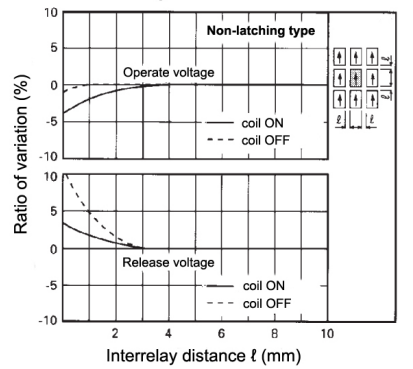 Non-latching type
10
5
0
-5
-10
Operate voltage
coil ON
coil OFF
10
5
0
-5
-10
Release voltage
coil ON
coil OFF
2
4
6
8
10
Ratio of variation (%)
Interrelay distance ℓ (mm)
ℓ
ℓ
ℓ ℓ